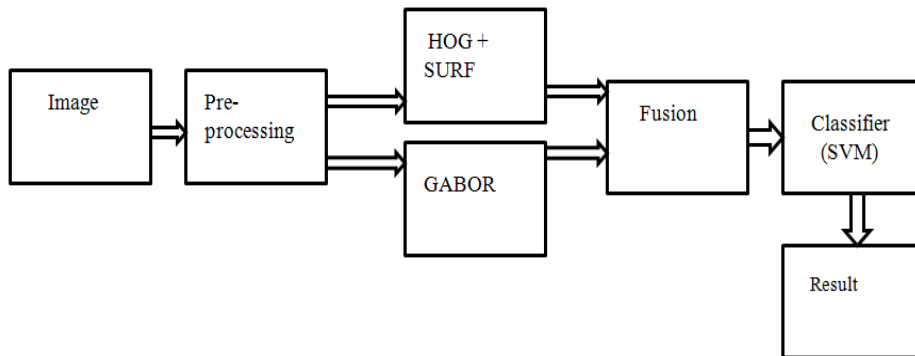 Image
Pre-
processing
HOG +
SURF
GABOR
Fusion
Classifier
(SVM)
Result